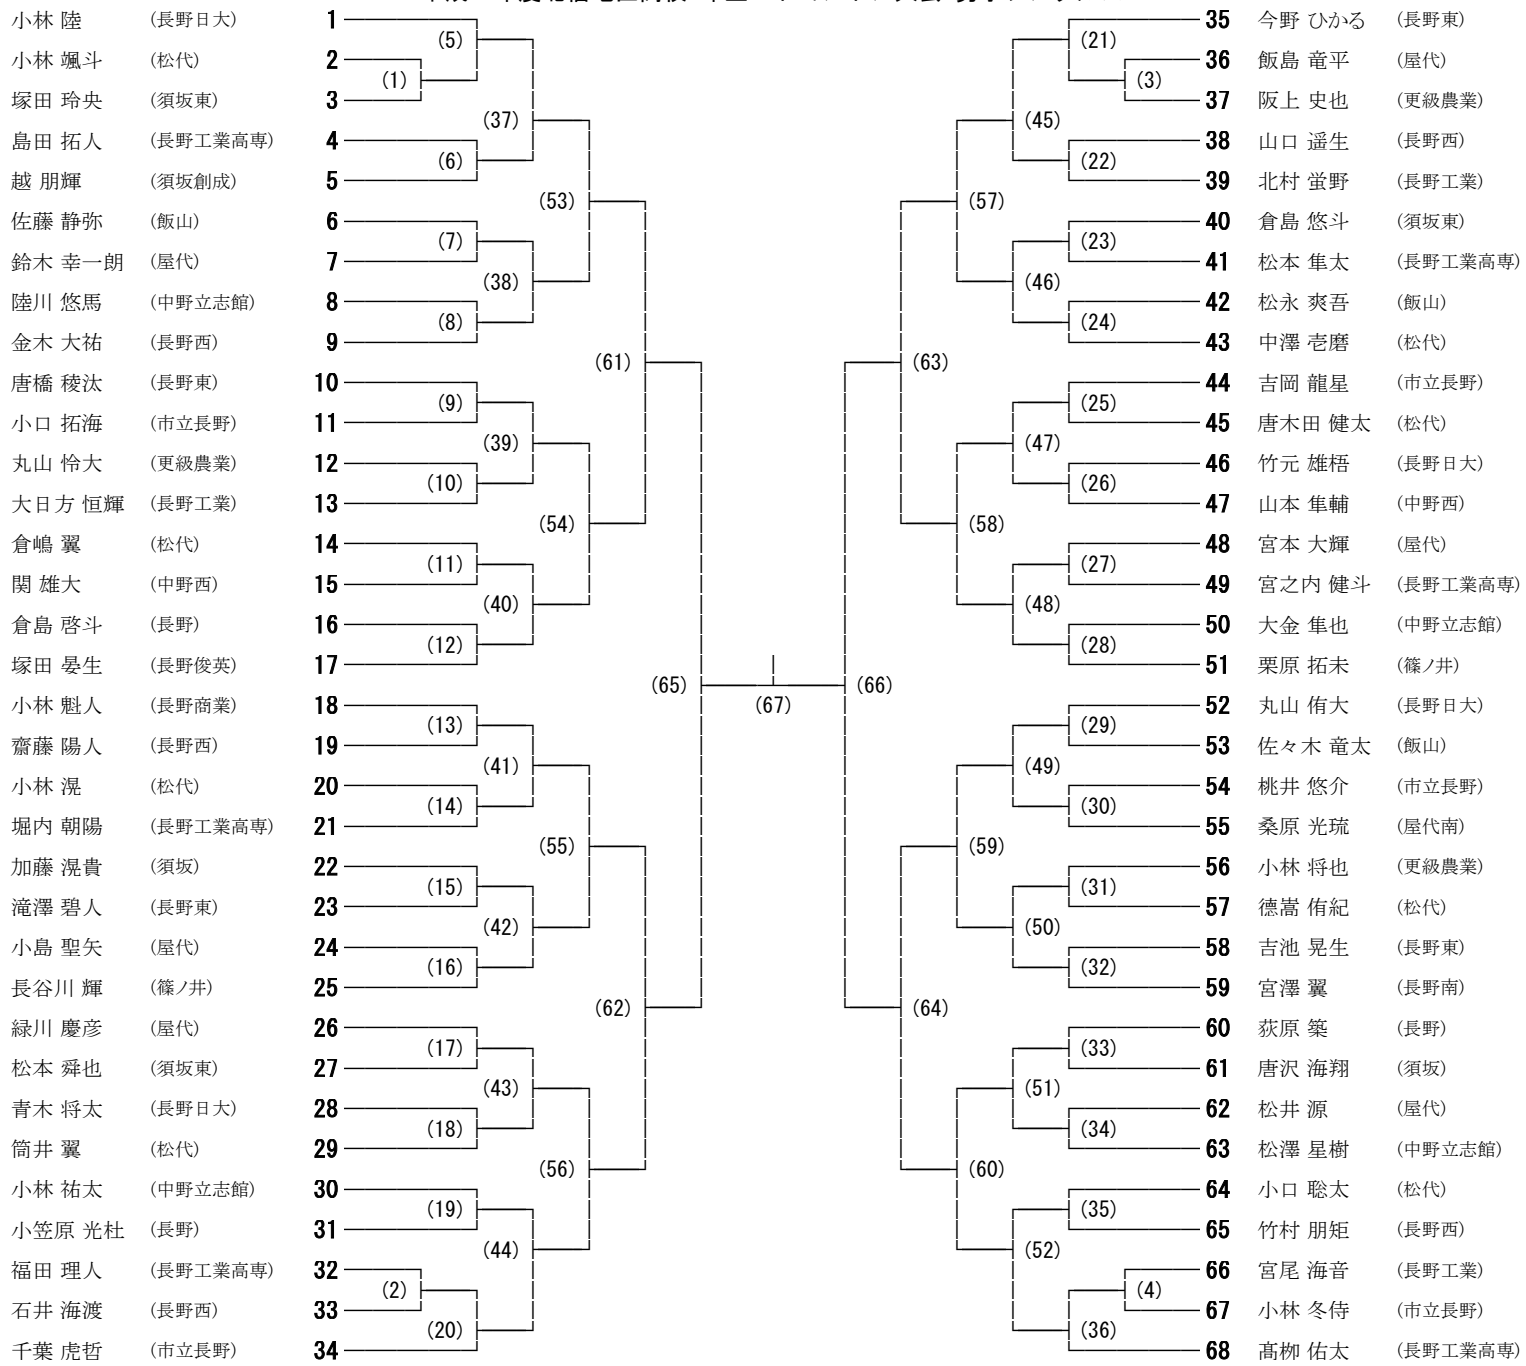 小林 陸 (長野日大) 1
小林 颯斗 (松代) 2
塚田 玲央 (須坂東) 3
島田 拓人 (長野工業高専) 4
越 朋輝 (須坂創成) 5
佐藤 静弥 (飯山) 6
鈴木 幸一朗 (屋代) 7
陸川 悠馬 (中野立志館) 8
金木 大祐 (長野西) 9
唐橋 稜汰 (長野東) 10
小口 拓海 (市立長野) 11
丸山 怜大 (更級農業) 12
大日方 恒輝 (長野工業) 13
倉嶋 翼 (松代) 14
関 雄大 (中野西) 15
倉島 啓斗 (長野) 16
塚田 晏生 (長野俊英) 17
小林 魁人 (長野商業) 18
齋藤 陽人 (長野西) 19
小林 滉 (松代) 20
堀内 朝陽 (長野工業高専) 21
加藤 滉貴 (須坂) 22
滝澤 碧人 (長野東) 23
小島 聖矢 (屋代) 24
長谷川 輝 (篠ノ井) 25
緑川 慶彦 (屋代) 26
松本 舜也 (須坂東) 27
青木 将太 (長野日大) 28
筒井 翼 (松代) 29
小林 祐太 (中野立志館) 30
小笠原 光杜 (長野) 31
福田 理人 (長野工業高専) 32
石井 海渡 (長野西) 33
千葉 虎哲 (市立長野) 34
(1)
(2)
(5)
(6)
(7)
(8)
(9)
(10)
(11)
(12)
(13)
(14)
(15)
(16)
(17)
(18)
(19)
(20)
(37)
(38)
(39)
(40)
(41)
(42)
(43)
(44)
(53)
(54)
(55)
(56)
(61)
(62)
(65)
(67)
(66)
(63)
(64)
(57)
(58)
(59)
(60)
(45)
(46)
(47)
(48)
(49)
(50)
(51)
(52)
(21)
(22)
(23)
(24)
(25)
(26)
(27)
(28)
(29)
(30)
(31)
(32)
(33)
(34)
(35)
(36)
(3)
(4)
35 今野 ひかる (長野東)
36 飯島 竜平 (屋代)
37 阪上 史也 (更級農業)
38 山口 遥生 (長野西)
39 北村 蛍野 (長野工業)
40 倉島 悠斗 (須坂東)
41 松本 隼太 (長野工業高専)
42 松永 爽吾 (飯山)
43 中澤 壱磨 (松代)
44 吉岡 龍星 (市立長野)
45 唐木田 健太 (松代)
46 竹元 雄梧 (長野日大)
47 山本 隼輔 (中野西)
48 宮本 大輝 (屋代)
49 宮之内 健斗 (長野工業高専)
50 大金 隼也 (中野立志館)
51 栗原 拓未 (篠ノ井)
52 丸山 侑大 (長野日大)
53 佐々木 竜太 (飯山)
54 桃井 悠介 (市立長野)
55 桑原 光琉 (屋代南)
56 小林 将也 (更級農業)
57 德嵩 侑紀 (松代)
58 吉池 晃生 (長野東)
59 宮澤 翼 (長野南)
60 荻原 築 (長野)
61 唐沢 海翔 (須坂)
62 松井 源 (屋代)
63 松澤 星樹 (中野立志館)
64 小口 聡太 (松代)
65 竹村 朋矩 (長野西)
66 宮尾 海音 (長野工業)
67 小林 冬侍 (市立長野)
68 髙栁 佑太 (長野工業高専)